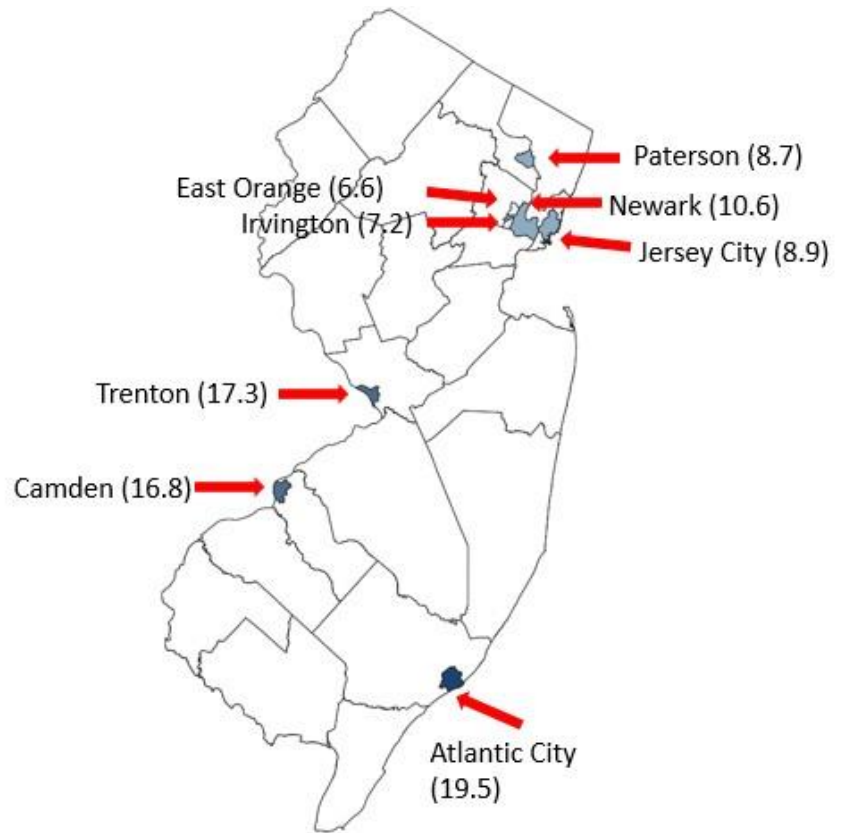 Paterson (8.7)
East Orange (6.6)
Newark (10.6)
Irvington (7.2)
Jersey City (8.9)
Trenton (17.3)
Camden (16.8)
Atlantic City
(19.5)